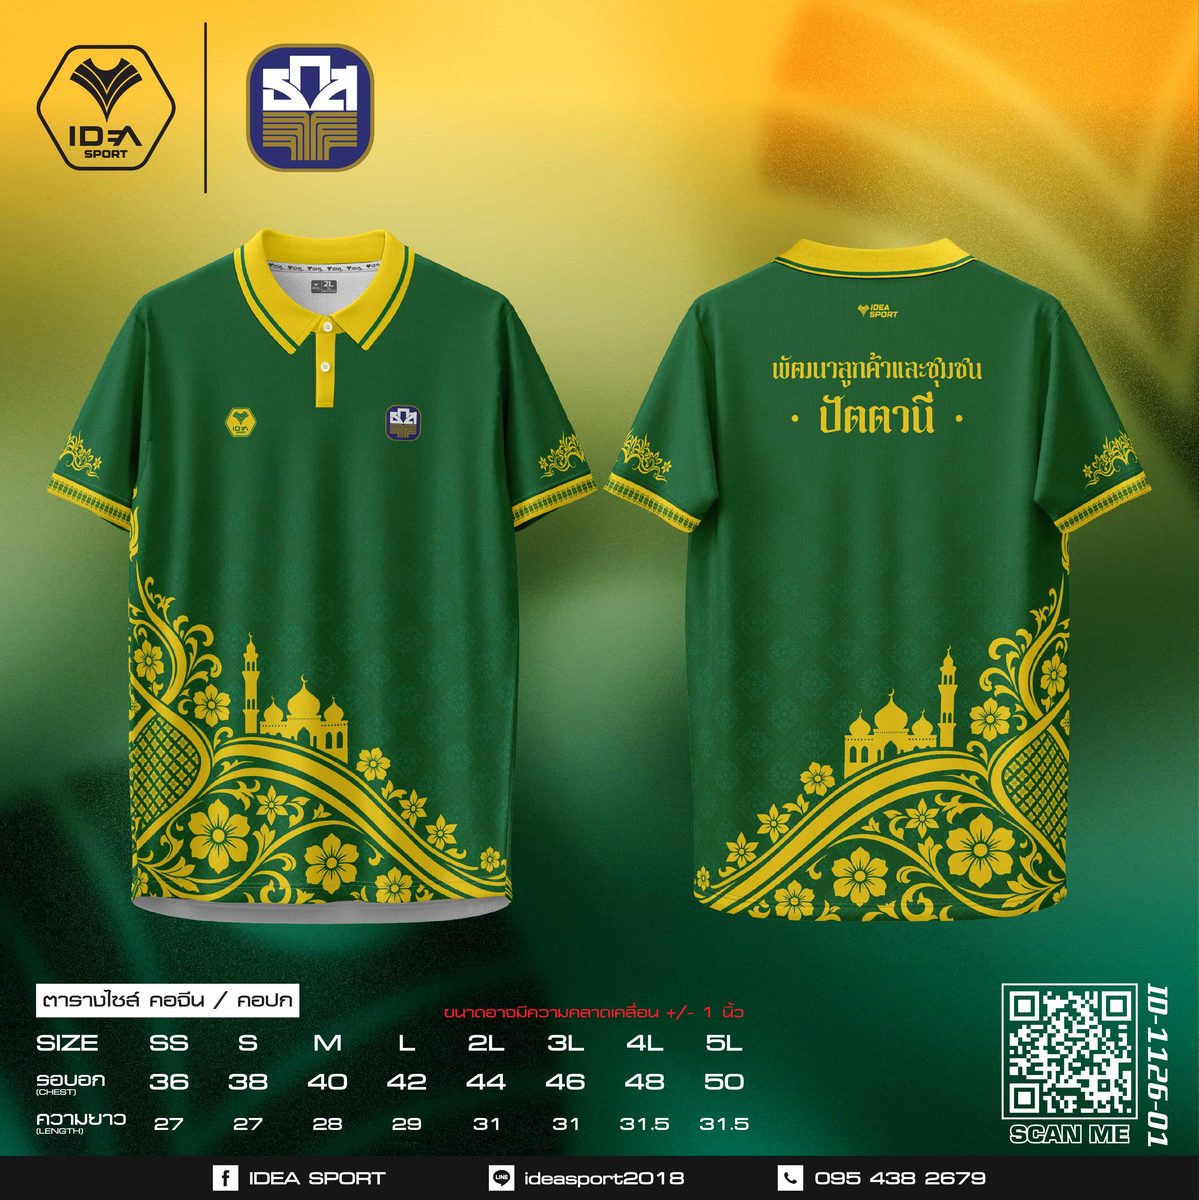 IDEA
SPORT
ธกส
2L
IDEA
SPORT
พัฒนาลูกค้าและชุมชน
• ปัตตานี •
ตารางไซส์ คอจีน / คอปก
ขนาดอาจมีความคลาดเคลื่อน +/- 1 นิ้ว
SIZE SS S M L 2L 3L 4L 5L
รอบอก 36 38 40 42 44 46 48 50
(CHEST)
ความยาว 27 27 28 29 31 31 31.5 31.5
(LENGTH)
SCAN ME
ID-1126-01
IDEA SPORT
LINE
ideasport2018
095 438 2679